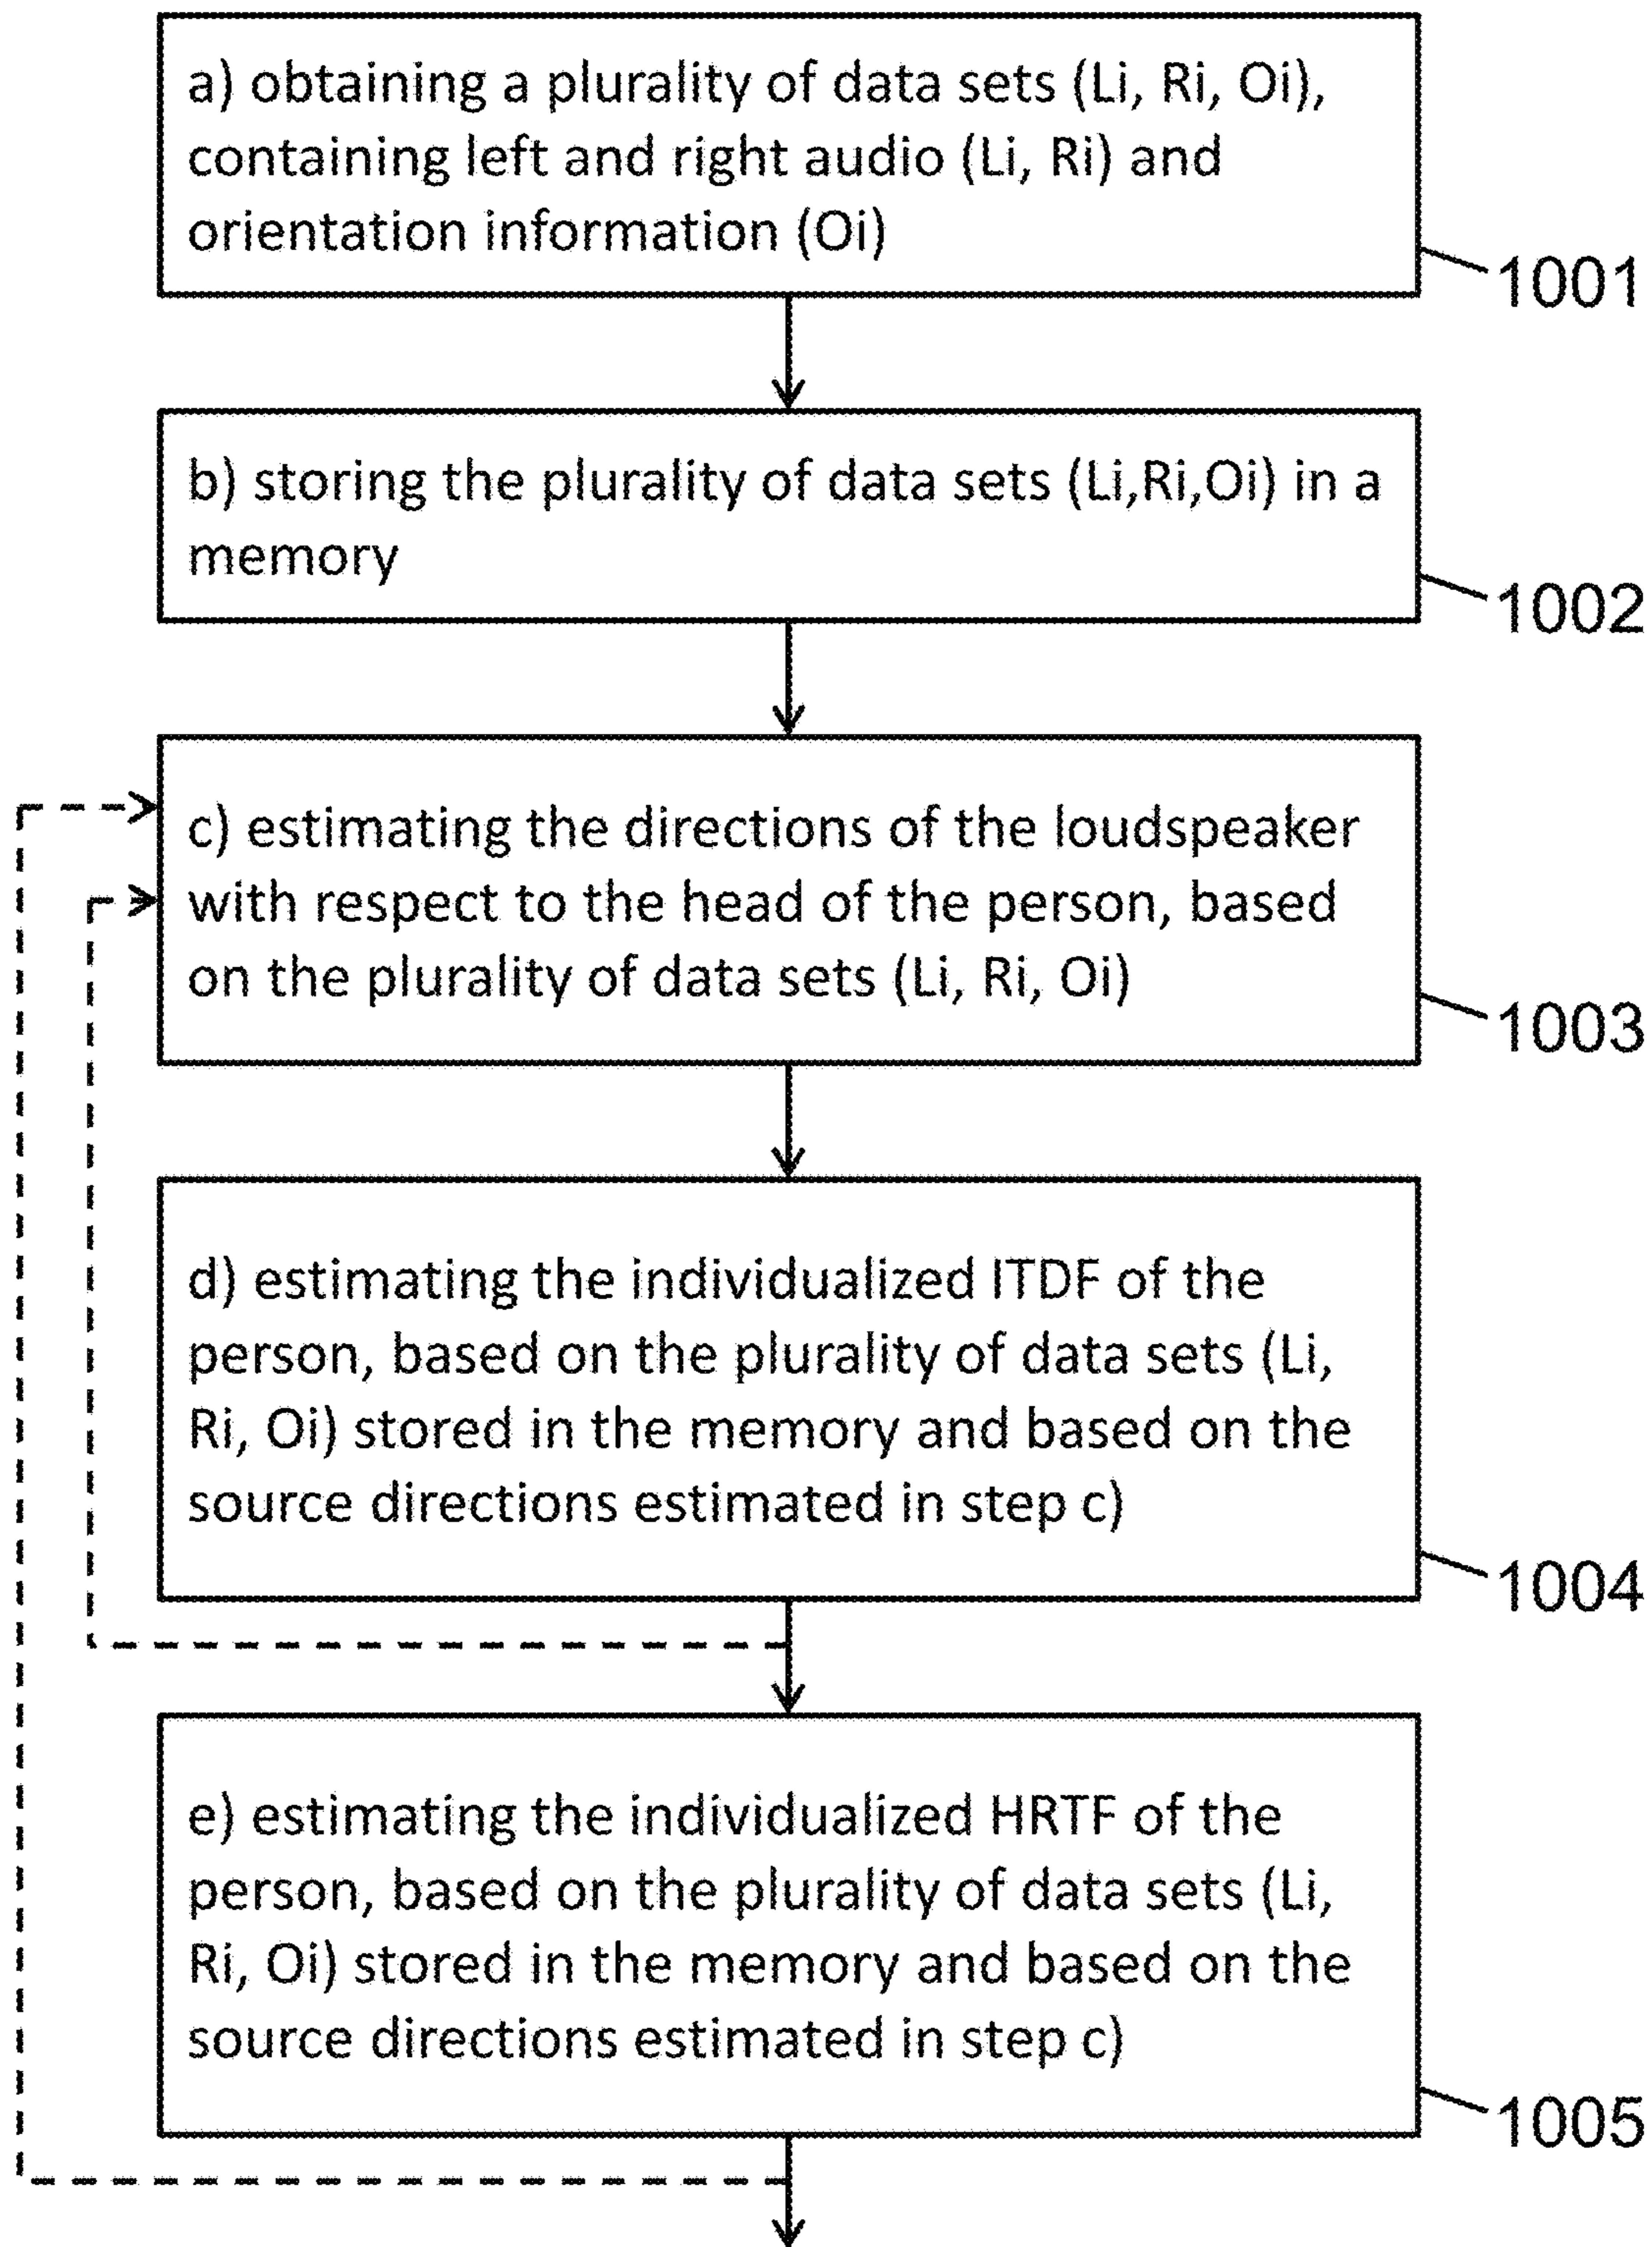 a) obtaining a plurality of data sets (Li, Ri, Oi),
containing left and right audio (Li, Ri) and
orientation information (Oi)
1001
b) storing the plurality of data sets (Li,Ri,Oi) in a
memory
1002
c) estimating the directions of the loudspeaker
with respect to the head of the person, based
on the plurality of data sets (Li, Ri, Oi)
1003
d) estimating the individualized ITDF of the
person, based on the plurality of data sets (Li,
Ri, Oi) stored in the memory and based on the
source directions estimated in step c)
1004
e) estimating the individualized HRTF of the
person, based on the plurality of data sets (Li,
Ri, Oi) stored in the memory and based on the
source directions estimated in step c)
1005